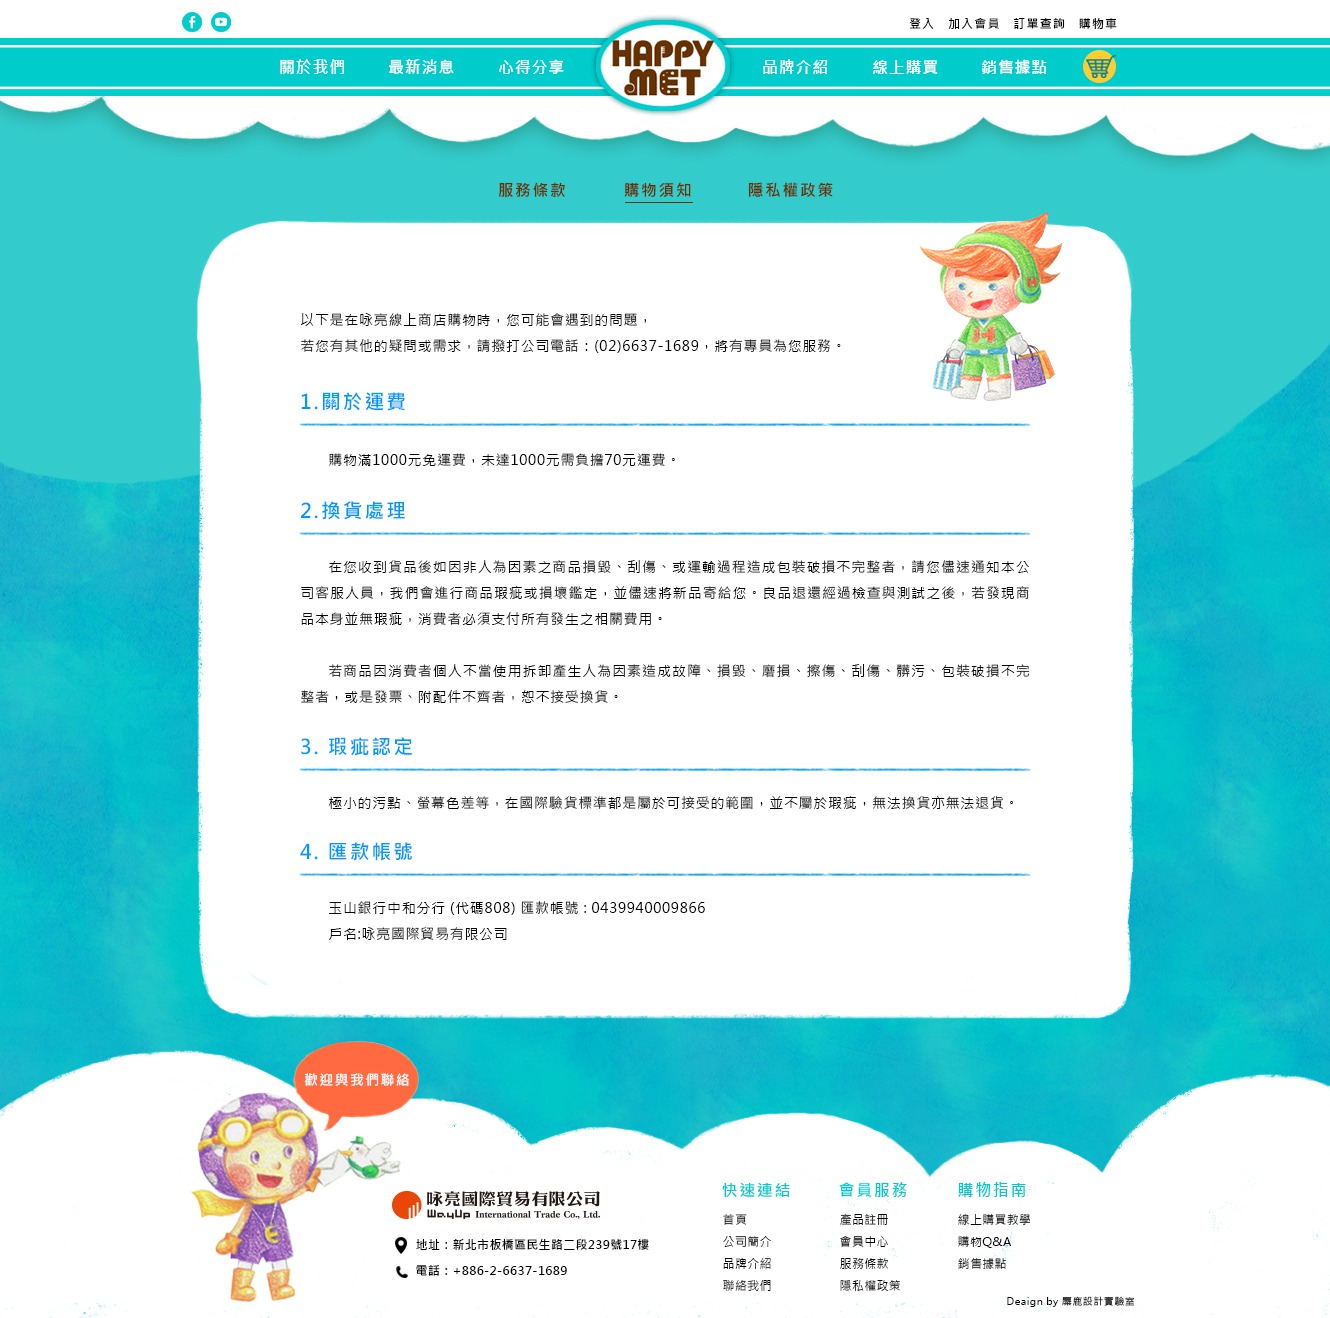 登入 加入會員 訂單查詢 購物車
關於我們 最新消息 心得分享 HAPPY MET 品牌介紹 線上購買 銷售據點
服務條款 購物須知 隱私權政策
以下是在咏亮線上商店購物時，您可能會遇到的問題，
若您有其他的疑問或需求，請撥打公司電話：(02)6637-1689，將有專員為您服務。
1.關於運費
購物滿1000元免運費，未達1000元需負擔70元運費。
2.換貨處理
在您收到貨品後如因非人為因素之商品損毀、刮傷、或運輸過程造成包裝破損不完整者，請您儘速通知本公
司客服人員，我們會進行商品瑕疵或損壞鑑定，並儘速將新品寄給您。良品退還經過檢查與測試之後，若發現商
品本身並無瑕疵，消費者必須支付所有發生之相關費用。
若商品因消費者個人不當使用拆卸產生人為因素造成故障、損毀、磨損、擦傷、刮傷、髒污、包裝破損不完
整者，或是發票、附配件不齊者，恕不接受換貨。
3. 瑕疵認定
極小的污點、螢幕色差等，在國際驗貨標準都是屬於可接受的範圍，並不屬於瑕疵，無法換貨亦無法退貨。
4. 匯款帳號
玉山銀行中和分行 (代碼808) 匯款帳號 : 0439940009866
戶名:咏亮國際貿易有限公司
歡迎與我們聯絡
咏亮國際貿易有限公司
WayUp International Trade Co., Ltd.
地址：新北市板橋區民生路二段239號17樓
電話：+886-2-6637-1689
快速連結
首頁
公司簡介
品牌介紹
聯絡我們
會員服務
產品註冊
會員中心
服務條款
隱私權政策
購物指南
線上購買教學
購物Q&A
銷售據點
Deaign by 麋鹿設計實驗室